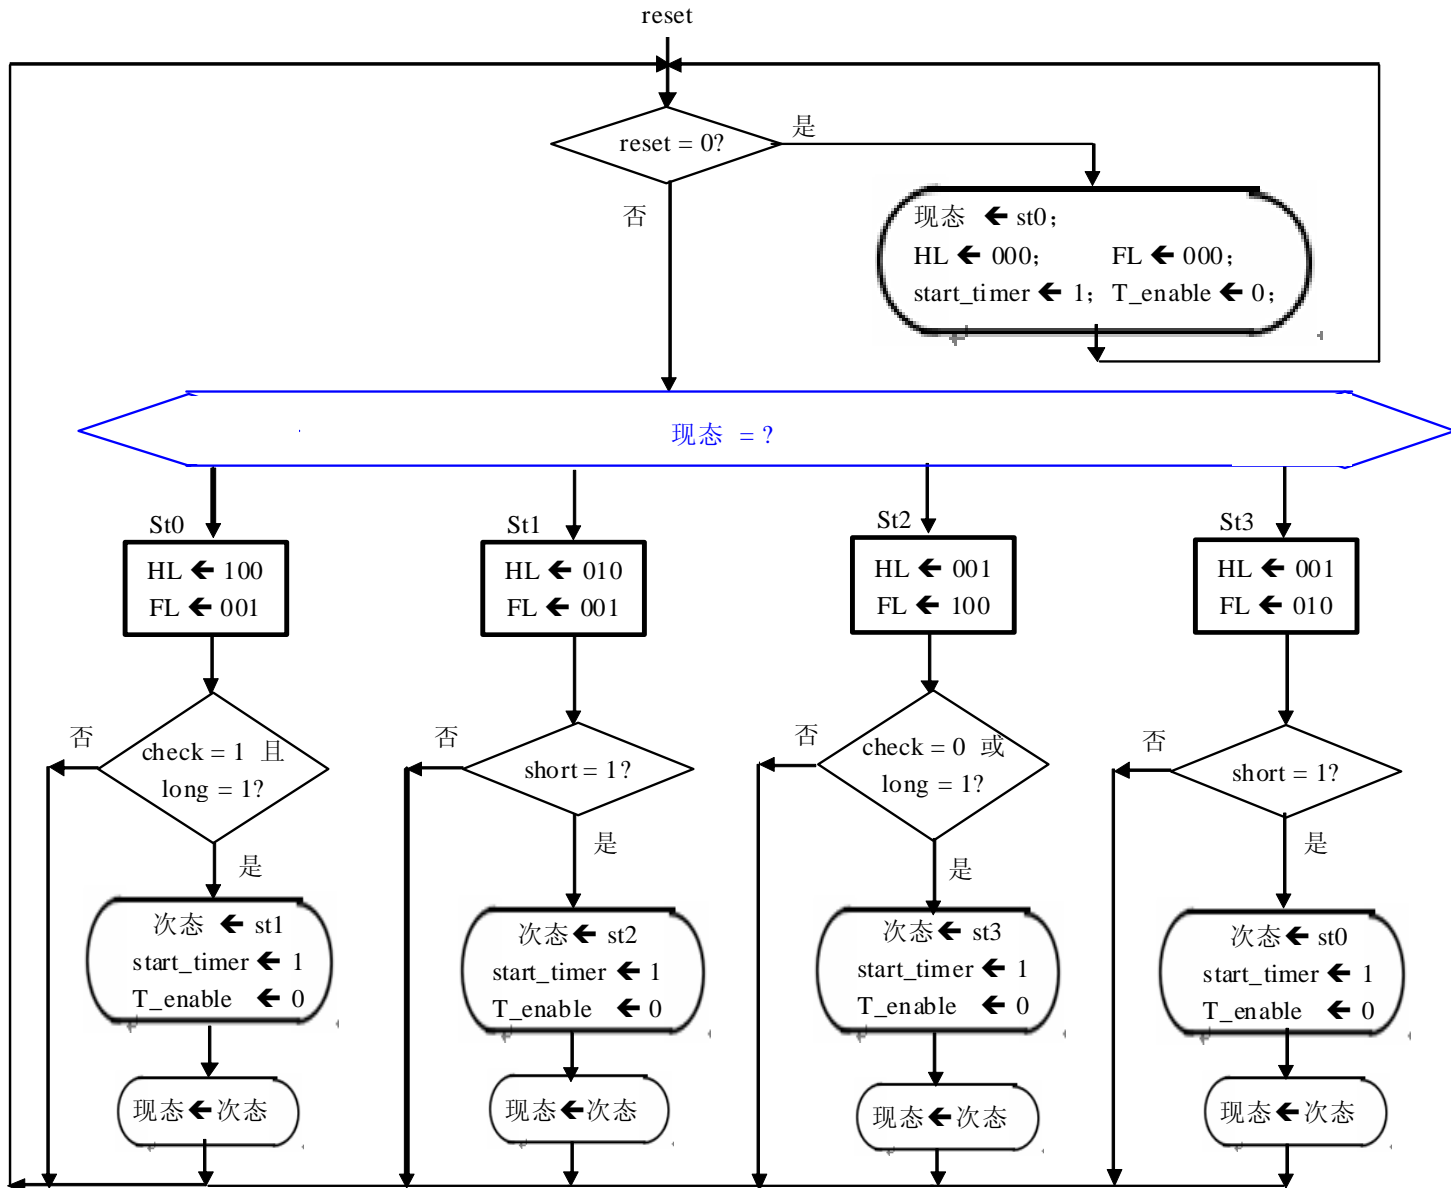 reset
reset = 0?
是
否
现态 🡸 st0；
HL 🡸 000； FL 🡸 000；
start_timer 🡸 1； T_enable 🡸 0；
现态 = ?
St0
HL 🡸 100
FL 🡸 001
check = 1 且
long = 1?
否
是
次态 🡸 st1
start_timer 🡸 1
T_enable 🡸 0
现态 🡸 次态
St1
HL 🡸 010
FL 🡸 001
short = 1?
否
是
次态 🡸 st2
start_timer 🡸 1
T_enable 🡸 0
现态 🡸 次态
St2
HL 🡸 001
FL 🡸 100
check = 0 或
long = 1?
否
是
次态 🡸 st3
start_timer 🡸 1
T_enable 🡸 0
现态 🡸 次态
St3
HL 🡸 001
FL 🡸 010
short = 1?
否
是
次态 🡸 st0
start_timer 🡸 1
T_enable 🡸 0
现态 🡸 次态